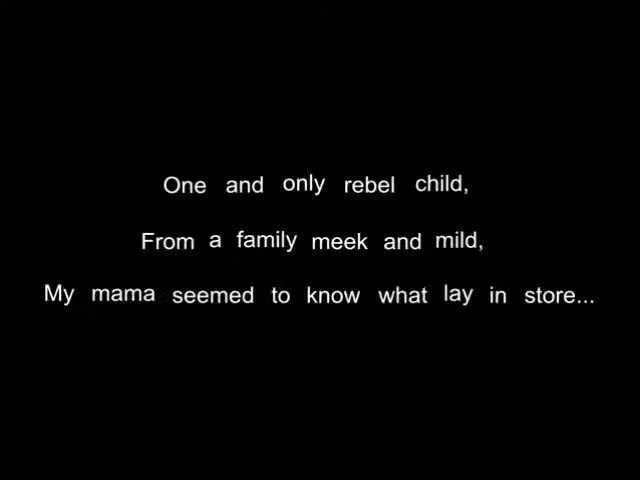 One and only rebel child,
From a family meek and mild,
My mama seemed to know what lay in store...